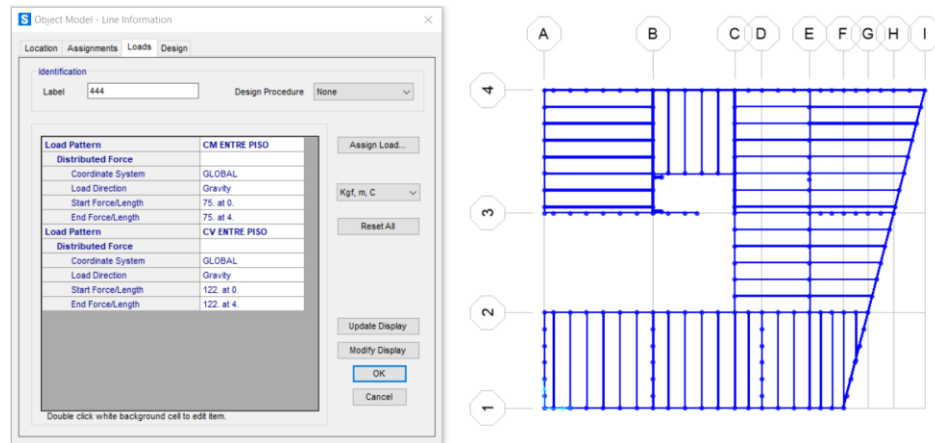 Object Model - Line Information
Location Assignments Loads Design
Identification
Label 444 Design Procedure None
Load Pattern CM ENTRE PISO
Distributed Force
Coordinate System GLOBAL
Load Direction Gravity
Start Force/Length 75. at 0.
End Force/Length 75. at 4.
Load Pattern CV ENTRE PISO
Distributed Force
Coordinate System GLOBAL
Load Direction Gravity
Start Force/Length 122. at 0.
End Force/Length 122. at 4.
Assign Load...
Kgf, m, C
Reset All
Update Display
Modify Display
OK
Cancel
Double click white background cell to edit item.
A B C D E F G H I
4
3
2
1